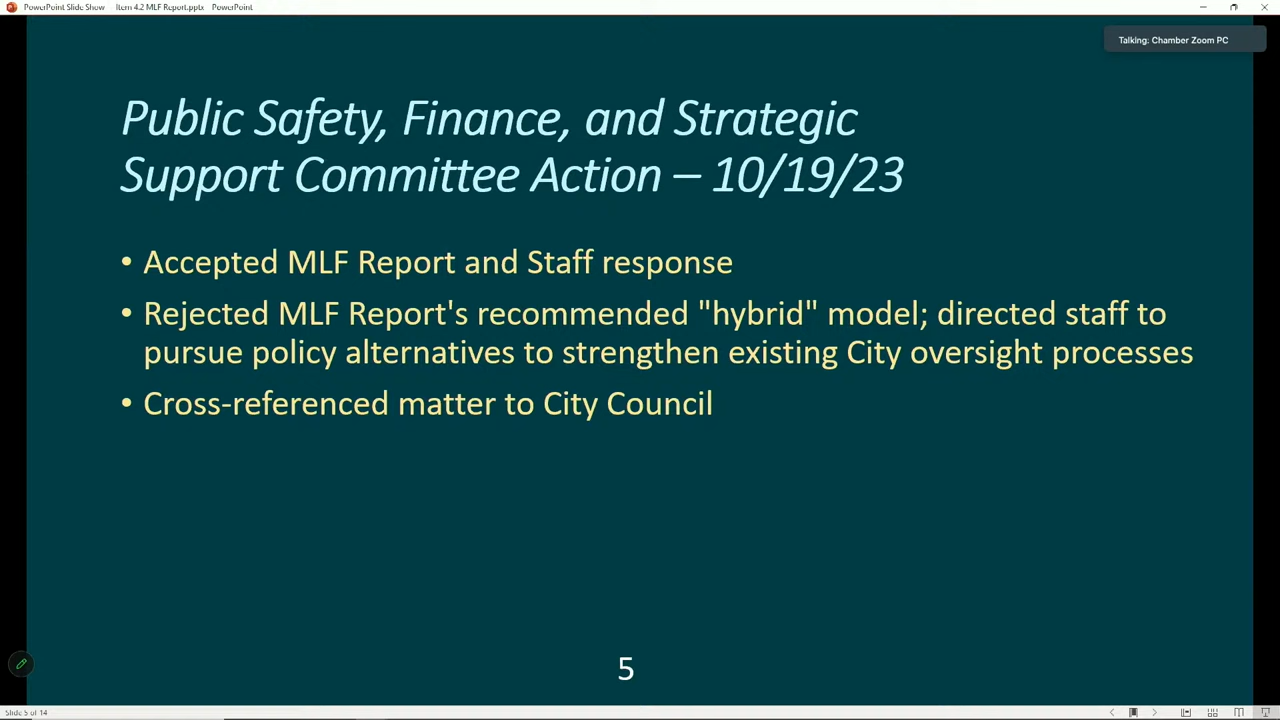 PowerPoint Slide Show   Item 4.2 MLF Report.pptx - PowerPoint
Talking: Chamber Zoom PC
Public Safety, Finance, and Strategic
Support Committee Action – 10/19/23
• Accepted MLF Report and Staff response
• Rejected MLF Report's recommended "hybrid" model; directed staff to
pursue policy alternatives to strengthen existing City oversight processes
• Cross-referenced matter to City Council
5
Slide 5 of 14